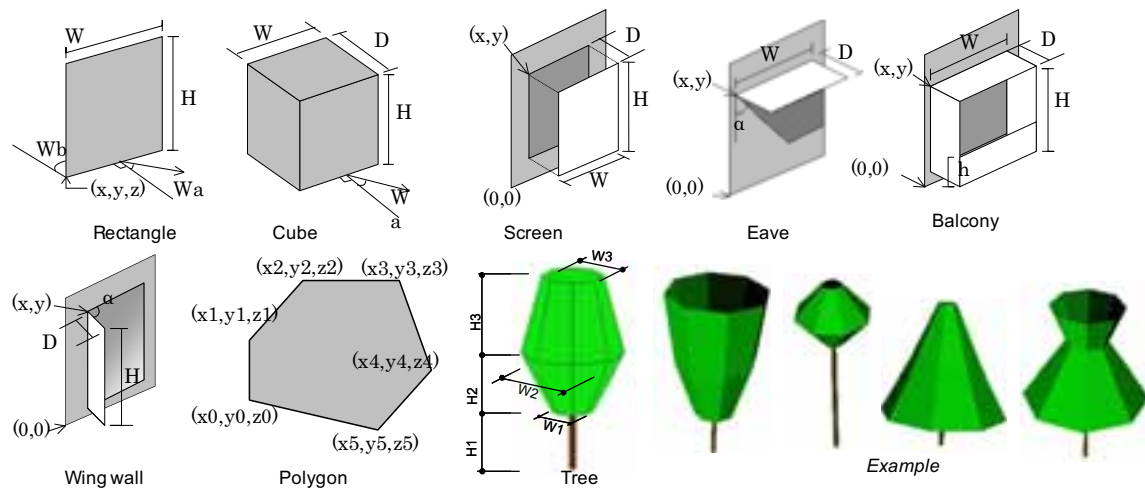 W
H
Wb
(x,y,z)
Wa
Rectangle
W
D
H
W
a
Cube
(x,y)
D
H
W
(0,0)
Screen
(x,y)
W
D
α
(0,0)
Eave
(x,y)
W
D
H
h
(0,0)
Balcony
(x,y)
α
D
H
(0,0)
Wing wall
(x2,y2,z2)
(x3,y3,z3)
(x1,y1,z1)
(x4,y4,z4)
(x0,y0,z0)
(x5,y5,z5)
Polygon
W3
H3
W2
H2
W1
H1
Tree
Example